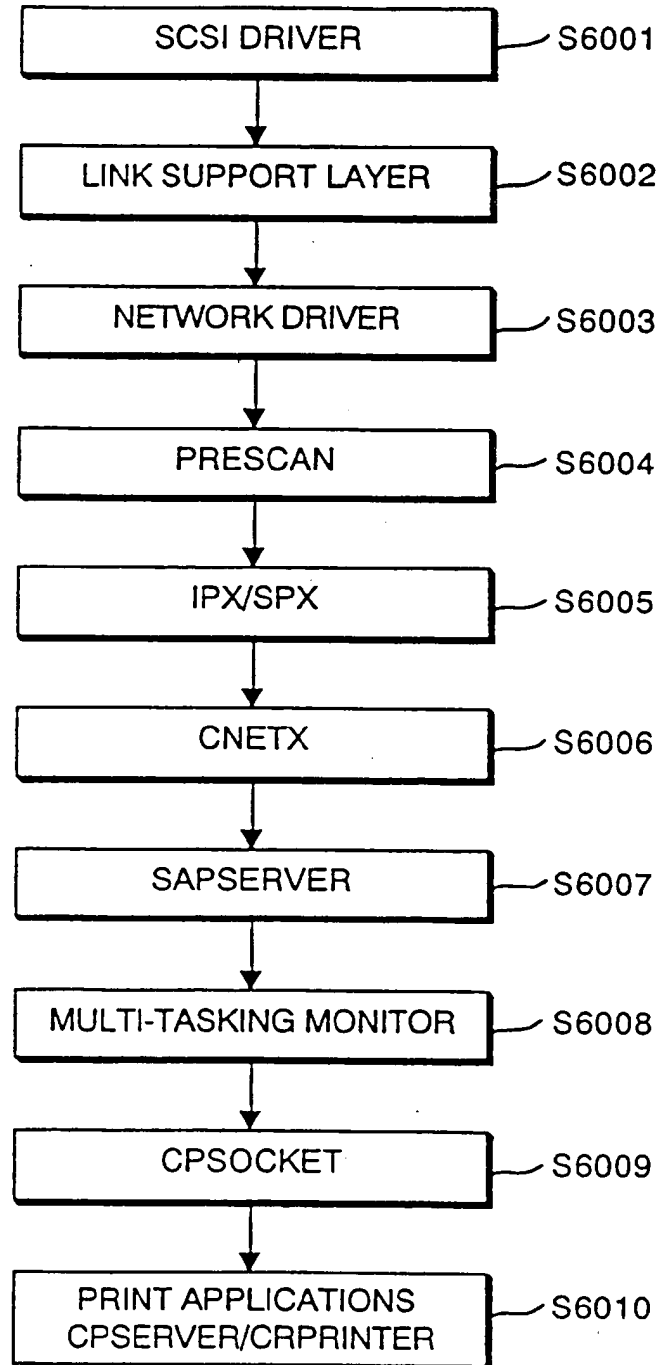 SCSI DRIVER S6001
LINK SUPPORT LAYER S6002
NETWORK DRIVER S6003
PRESCAN S6004
IPX/SPX S6005
CNETX S6006
SAPSERVER S6007
MULTI-TASKING MONITOR S6008
CPSOCKET S6009
PRINT APPLICATIONS
CPSERVER/CRPRINTER S6010